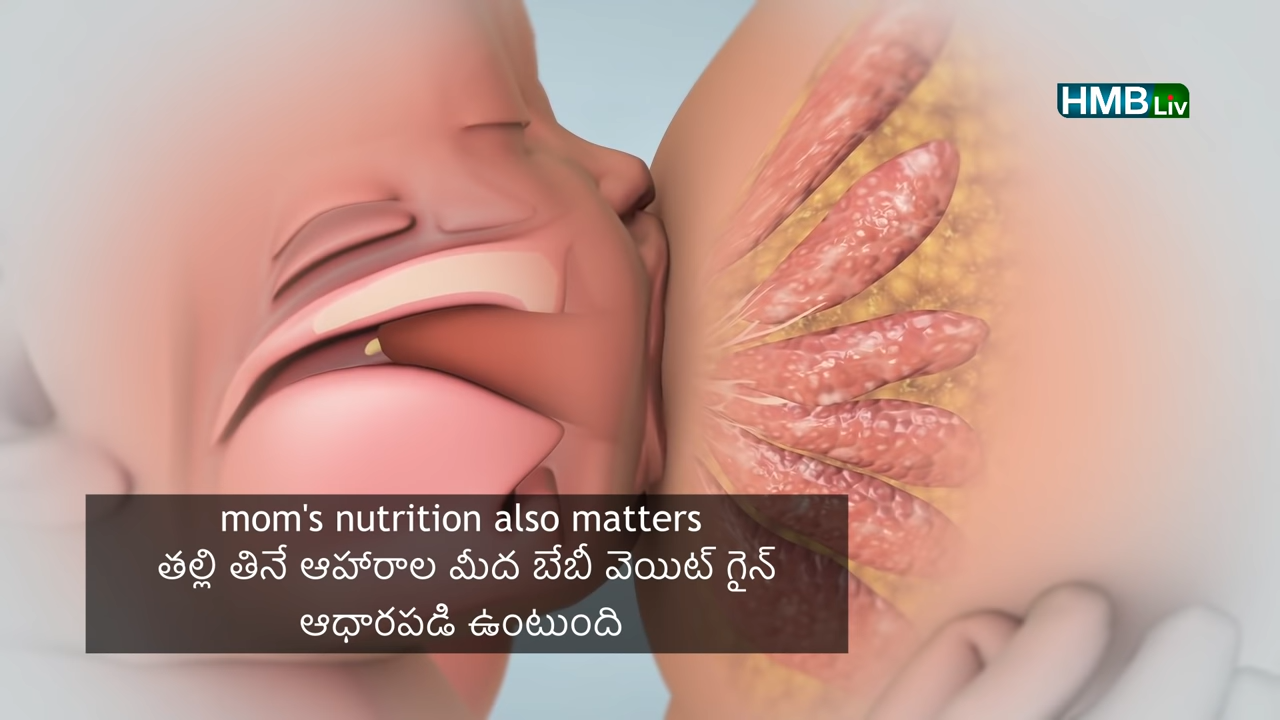 HMB Liv
mom's nutrition also matters
తల్లి తినే ఆహారాల మీద బేబీ వెయిట్ గైన్
ఆధారపడి ఉంటుంది